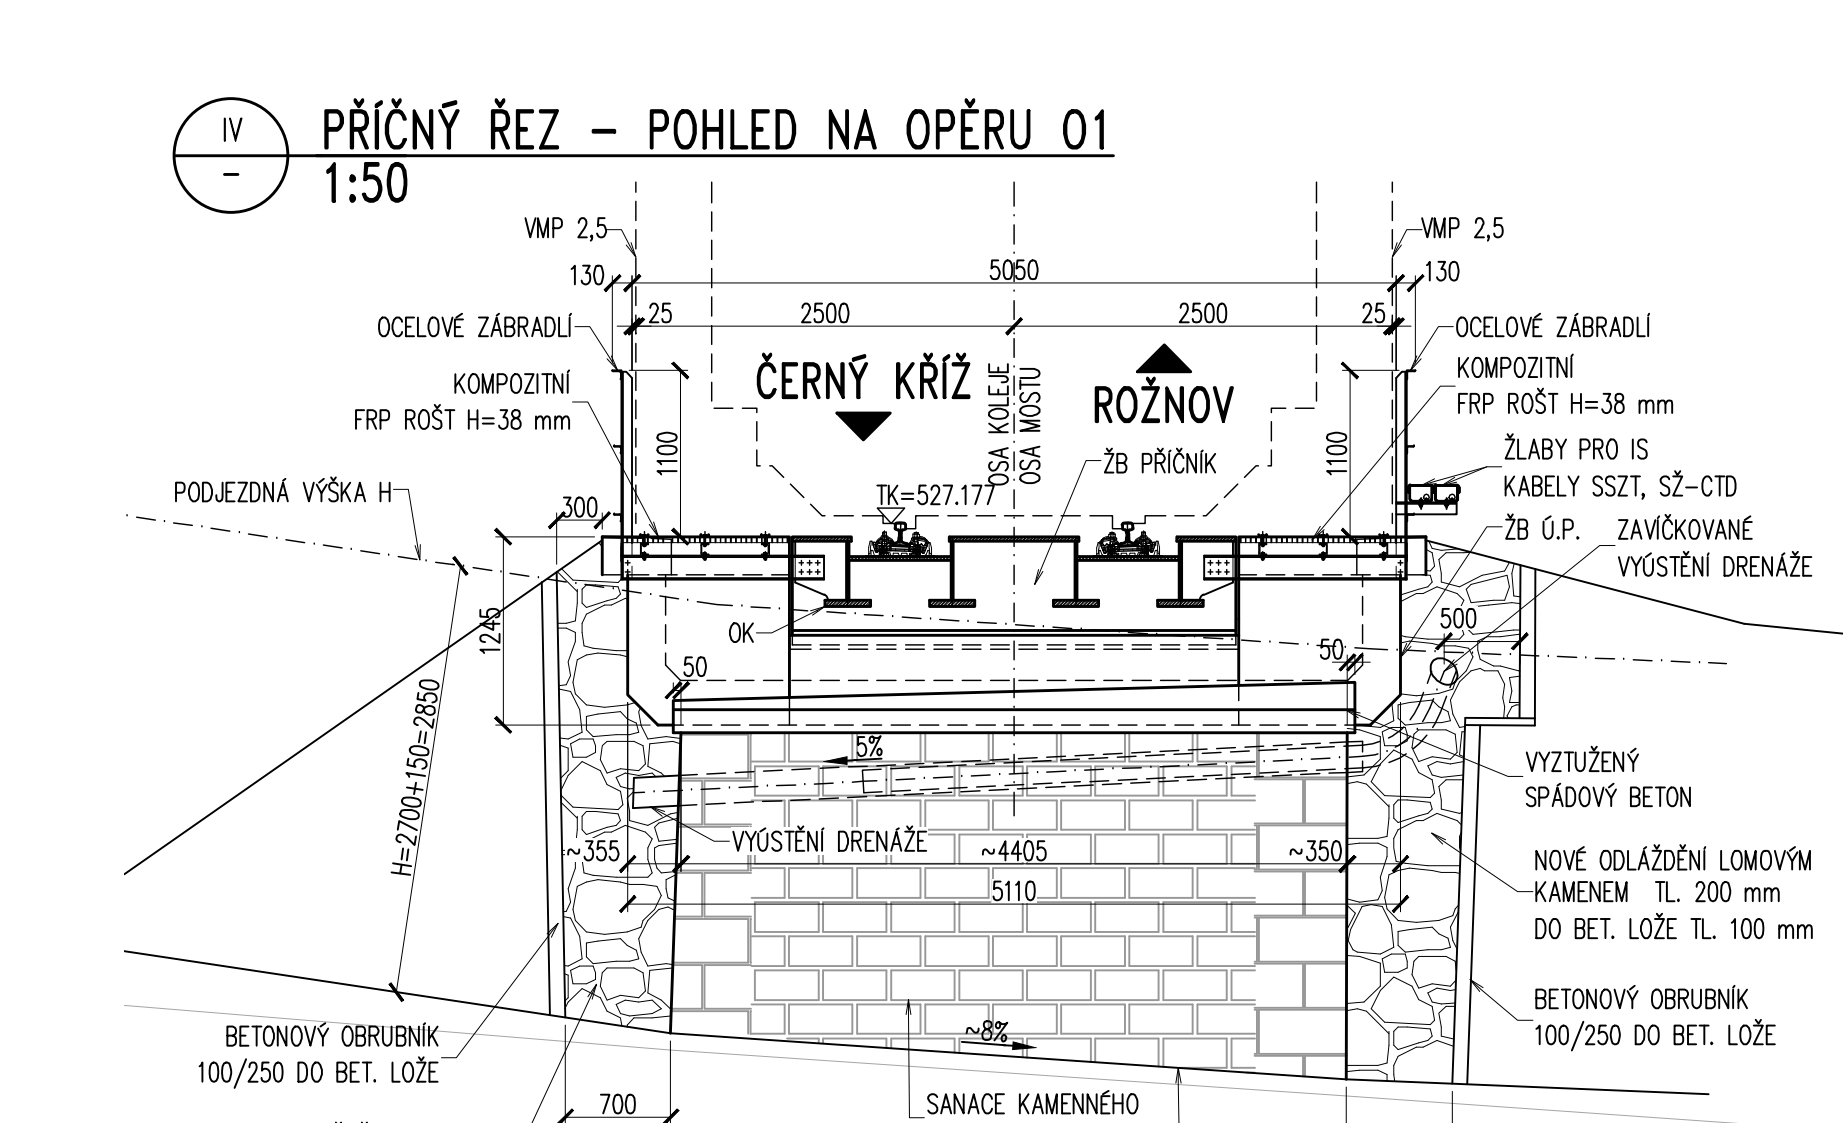 IV
–
PŘÍČNÝ ŘEZ – POHLED NA OPĚRU O1
1:50
VMP 2,5
VMP 2,5
130
5050
130
25
2500
2500
25
OCELOVÉ ZÁBRADLÍ
OCELOVÉ ZÁBRADLÍ
KOMPOZITNÍ
FRP ROŠT H=38 mm
ČERNÝ KŘÍŽ
ROŽNOV
OSA KOLEJE
OSA MOSTU
KOMPOZITNÍ
FRP ROŠT H=38 mm
1100
1100
ŽB PŘÍČNÍK
ŽLABY PRO IS
KABELY SSZT, SŽ–CTD
PODJEZDNÁ VÝŠKA H
TK=527.177
300
ŽB Ú.P.
ZAVÍČKOVANÉ
VYÚSTĚNÍ DRENÁŽE
1245
OK
500
50
50
H=2700+150=2850
5%
VYZTUŽENÝ
SPÁDOVÝ BETON
VYÚSTĚNÍ DRENÁŽE
~355
~4405
~350
5110
NOVÉ ODLÁŽDĚNÍ LOMOVÝM
KAMENEM TL. 200 mm
DO BET. LOŽE TL. 100 mm
BETONOVÝ OBRUBNÍK
100/250 DO BET. LOŽE
~8%
BETONOVÝ OBRUBNÍK
100/250 DO BET. LOŽE
700
SANACE KAMENNÉHO